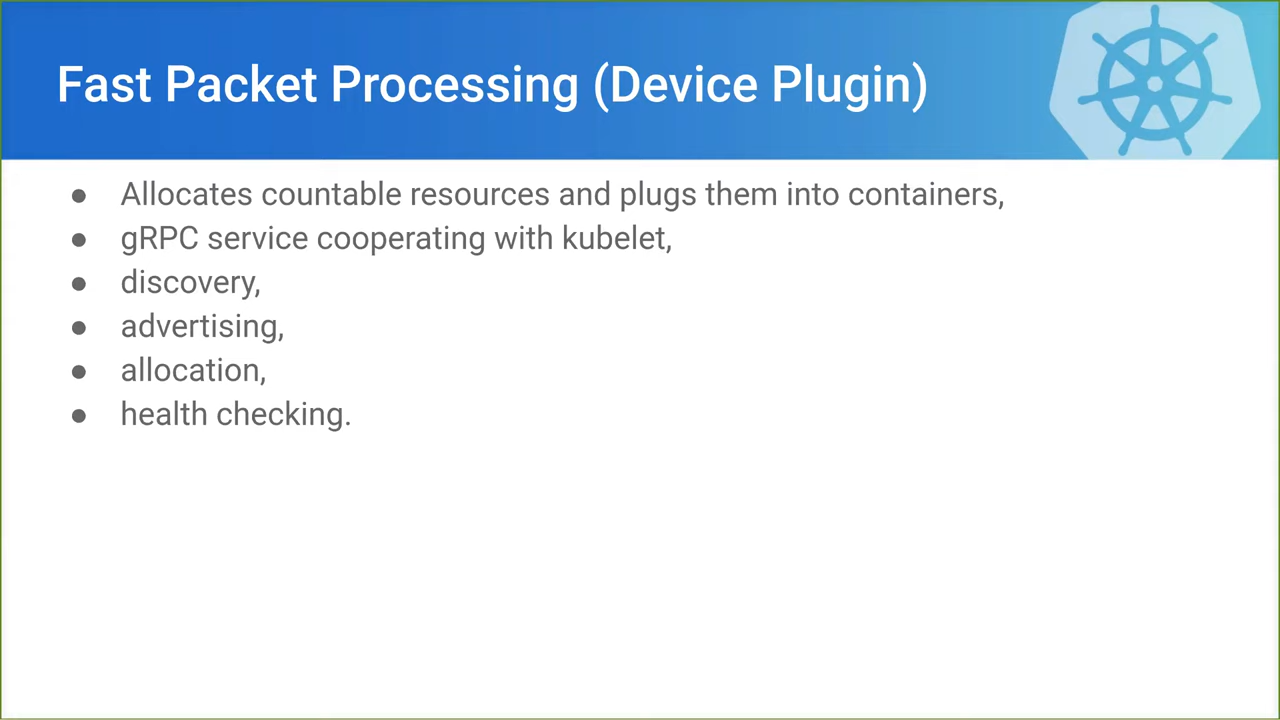 Fast Packet Processing (Device Plugin)
● Allocates countable resources and plugs them into containers,
● gRPC service cooperating with kubelet,
● discovery,
● advertising,
● allocation,
● health checking.